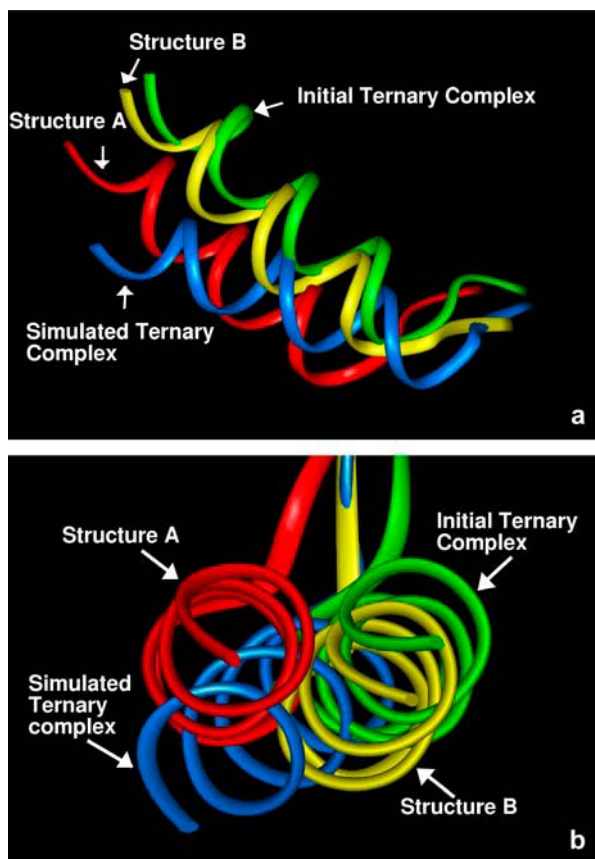 Structure B
Initial Ternary Complex
Structure A
Simulated Ternary
Complex
a
Structure A
Initial Ternary
Complex
Simulated
Ternary
complex
Structure B
b